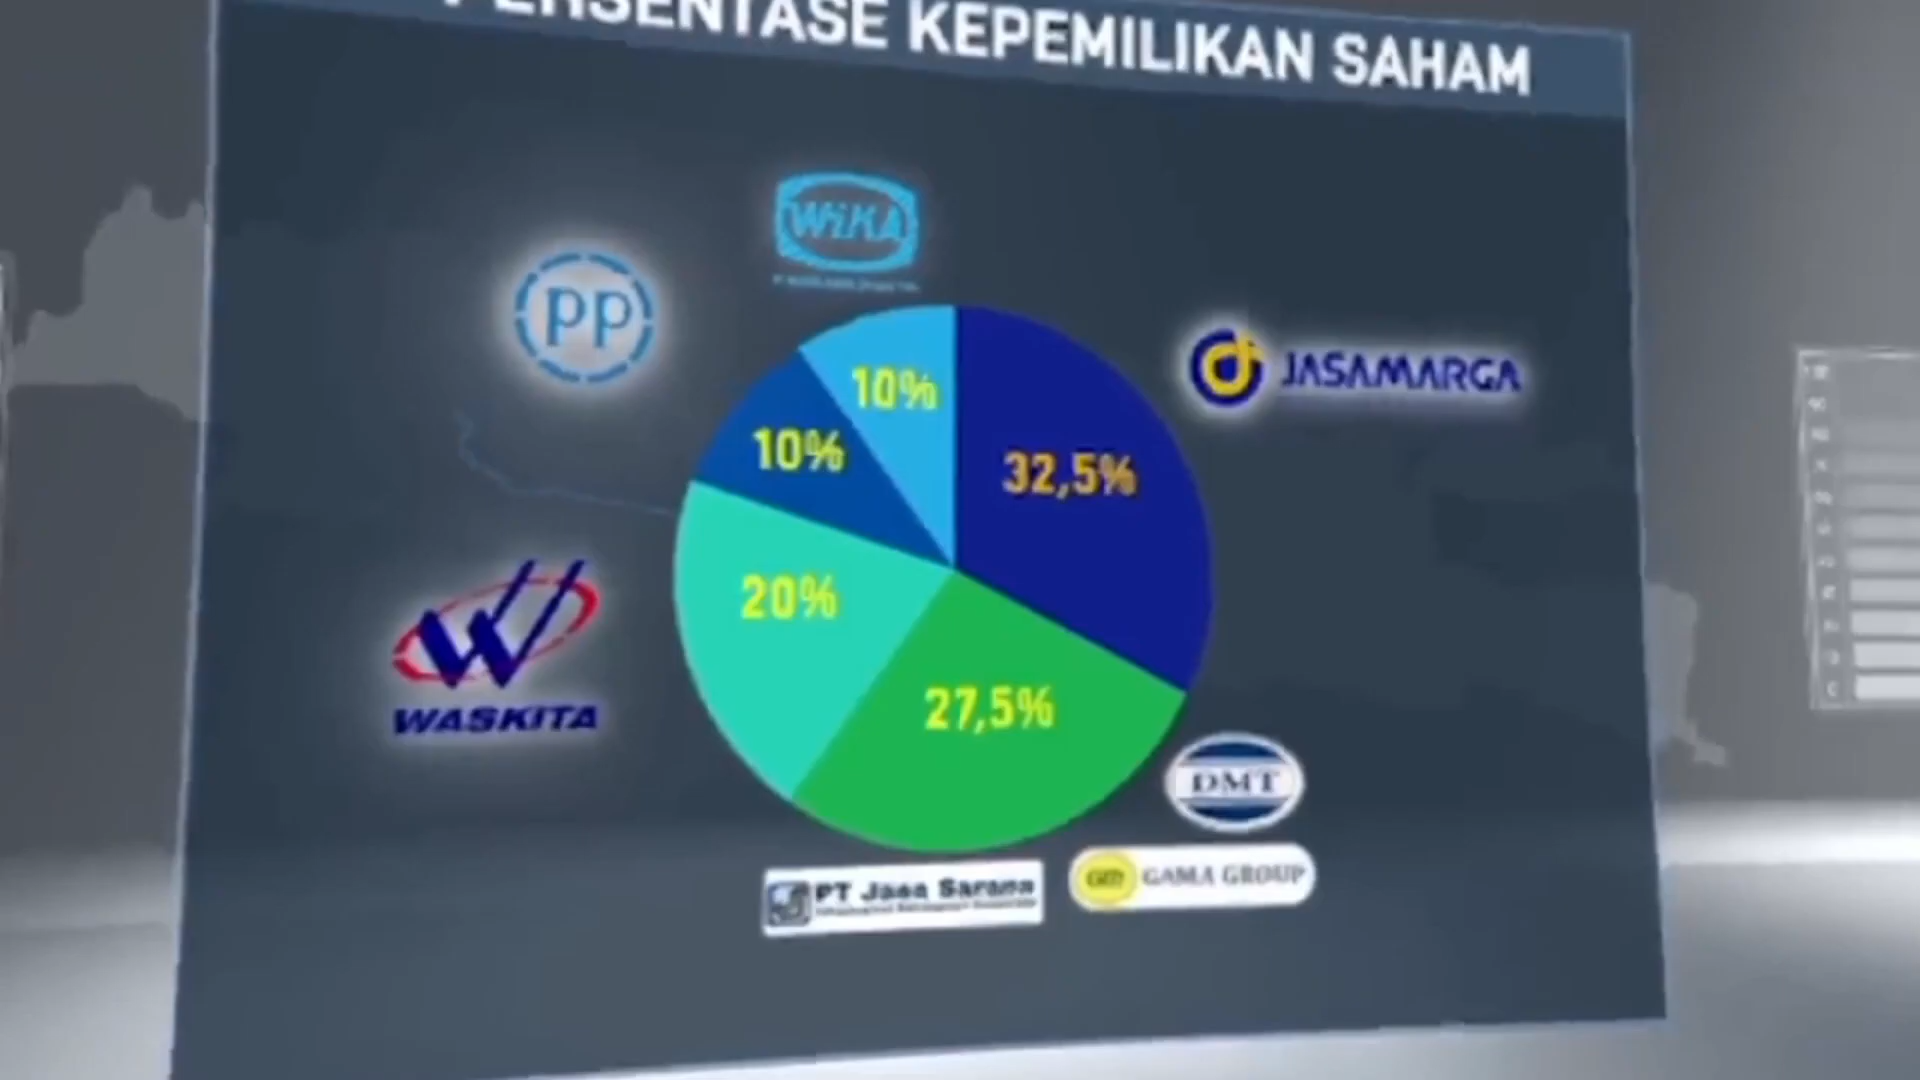 PERSENTASE KEPEMILIKAN SAHAM
WiKA
PP
JASAMARGA
10%
10%
32,5%
20%
27,5%
WASKITA
DMT
GAMA GROUP
PT Jasa Sarana